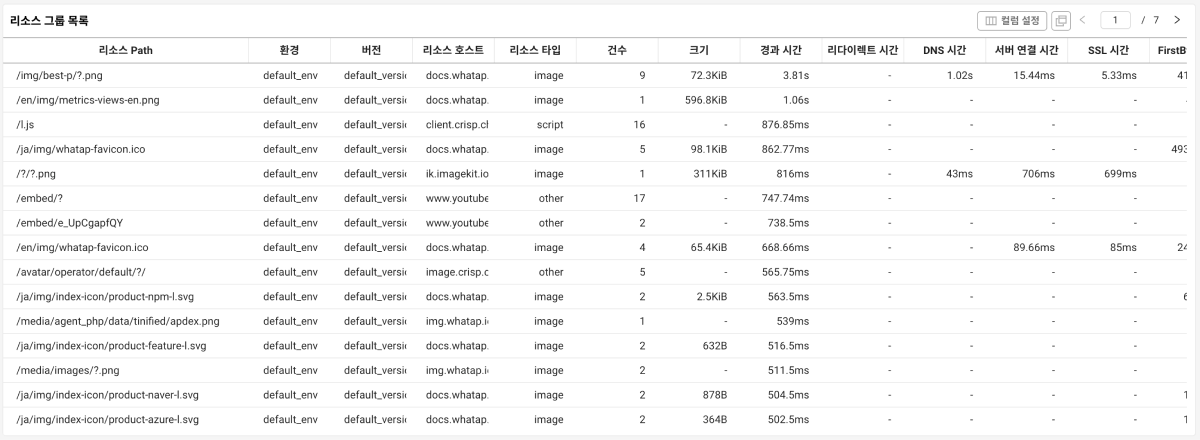 리소스 그룹 목록 컬럼 설정 1 / 7
리소스 Path 환경 버전 리소스 호스트 리소스 타입 건수 크기 경과 시간 리다이렉트 시간 DNS 시간 서버 연결 시간 SSL 시간 FirstB
/img/best-p/?.png default_env default_versi docs.whatap. image 9 72.3KiB 3.81s - 1.02s 15.44ms 5.33ms 41
/en/img/metrics-views-en.png default_env default_versi docs.whatap. image 1 596.8KiB 1.06s - - - -
/l.js default_env default_versi client.crisp.cl script 16 - 876.85ms - - - -
/ja/img/whatap-favicon.ico default_env default_versi docs.whatap. image 5 98.1KiB 862.77ms - - - - 493
/?/?.png default_env default_versi ik.imagekit.io image 1 311KiB 816ms - 43ms 706ms 699ms
/embed/? default_env default_versi www.youtube other 17 - 747.74ms - - - -
/embed/e_UpCgapfQY default_env default_versi www.youtube other 2 - 738.5ms - - - -
/en/img/whatap-favicon.ico default_env default_versi docs.whatap. image 4 65.4KiB 668.66ms - - 89.66ms 85ms 24
/avatar/operator/default/?/ default_env default_versi image.crisp.c other 5 - 565.75ms - - - -
/ja/img/index-icon/product-npm-l.svg default_env default_versi docs.whatap. image 2 2.5KiB 563.5ms - - - - 6
/media/agent_php/data/tinified/apdex.png default_env default_versi img.whatap.i image 1 - 539ms - - - -
/ja/img/index-icon/product-feature-l.svg default_env default_versi docs.whatap. image 2 632B 516.5ms - - - -
/media/images/?.png default_env default_versi img.whatap.i image 2 - 511.5ms - - - -
/ja/img/index-icon/product-naver-l.svg default_env default_versi docs.whatap. image 2 878B 504.5ms - - - - 1
/ja/img/index-icon/product-azure-l.svg default_env default_versi docs.whatap. image 2 364B 502.5ms - - - - 1